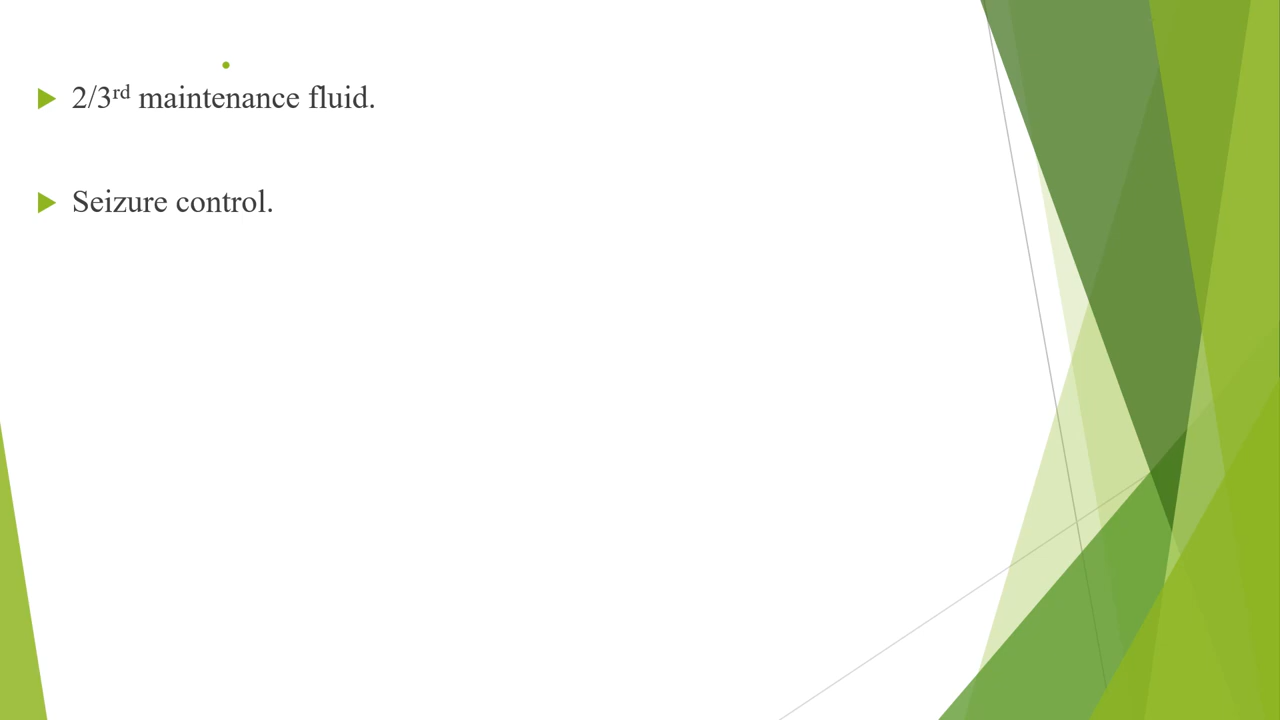 .
2/3rd maintenance fluid.
Seizure control.